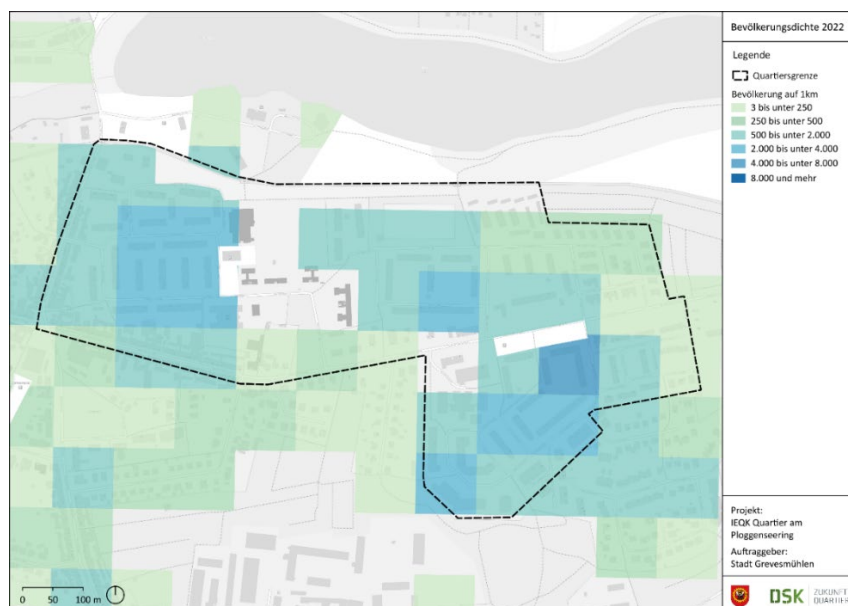 Bevölkerungsdichte 2022
Legende
Quartiersgrenze
Bevölkerung auf 1km
3 bis unter 250
250 bis unter 500
500 bis unter 2.000
2.000 bis unter 4.000
4.000 bis unter 8.000
8.000 und mehr
Projekt:
IEQK Quartier am
Ploggenseering
Auftraggeber:
Stadt Grevesmühlen
0 50 100 m
DSK ZUKUNFT
QUARTIER